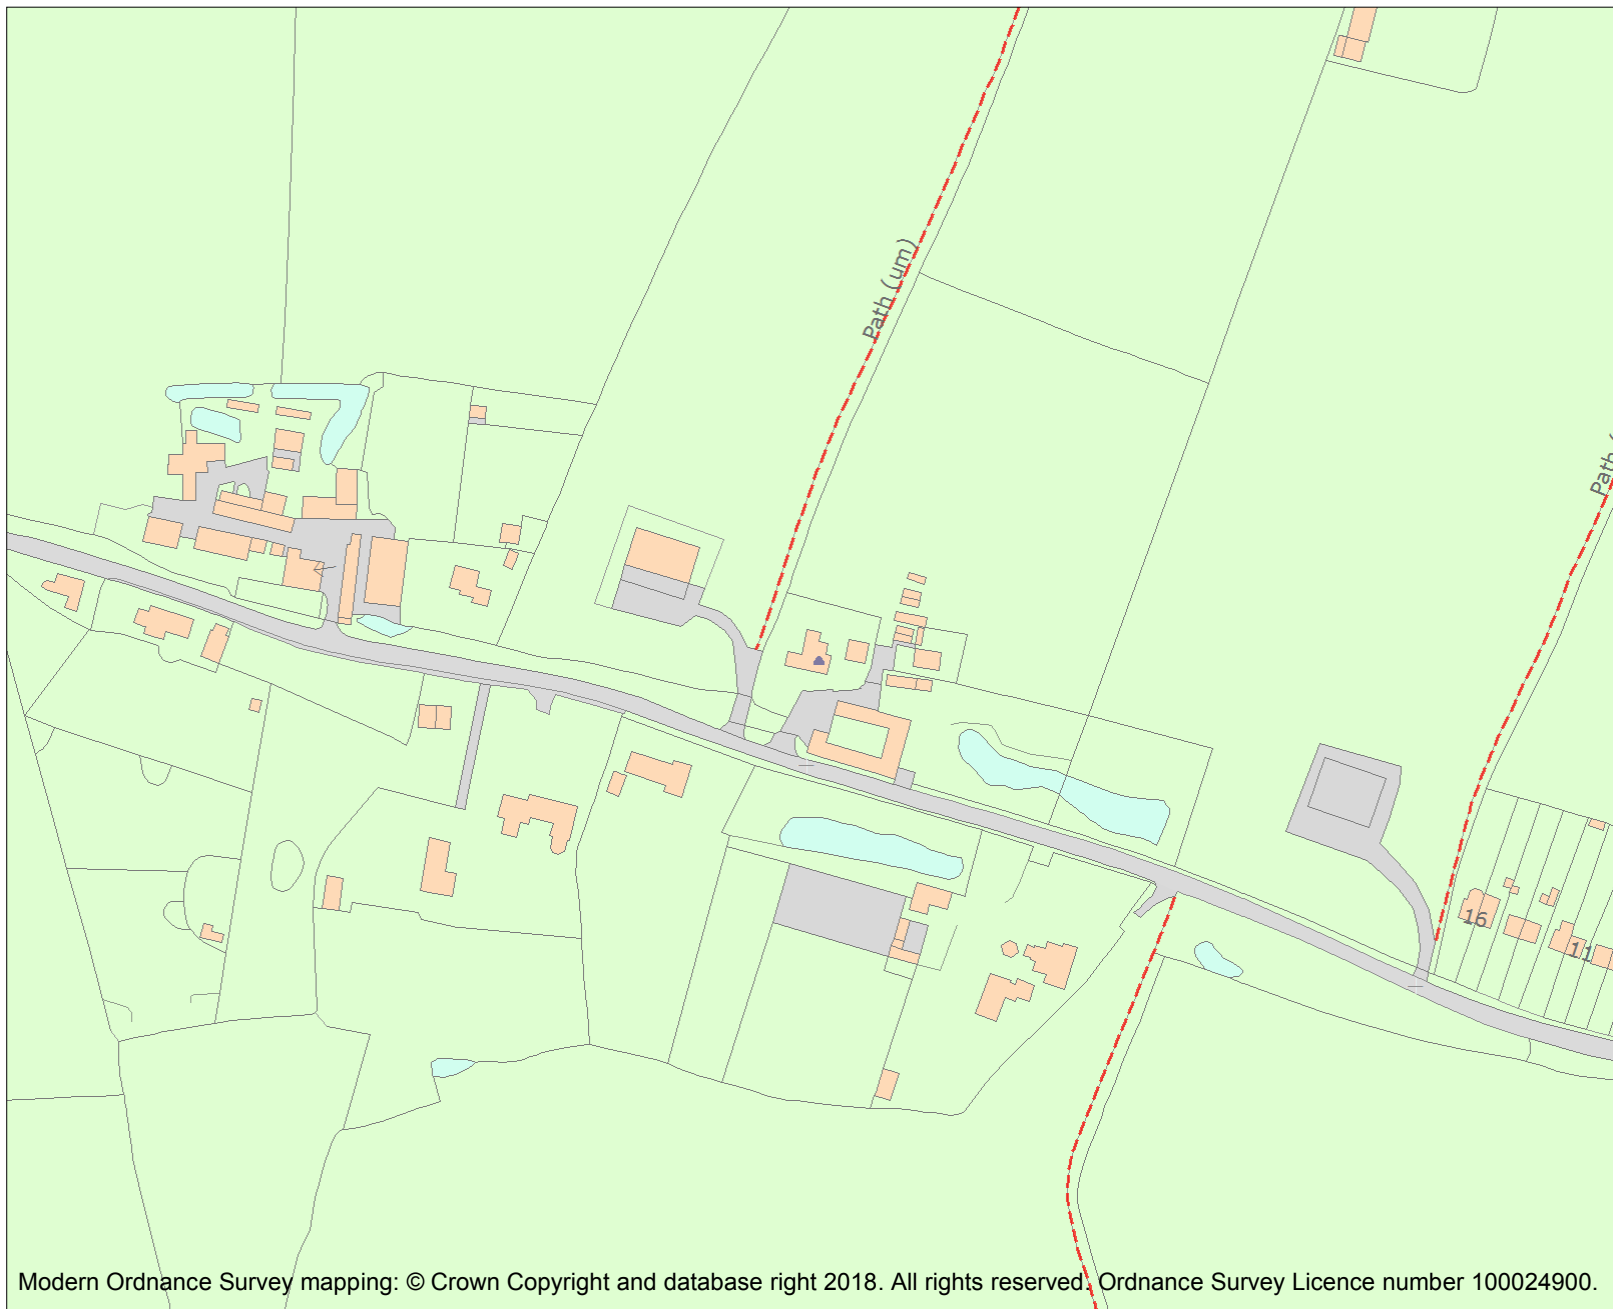 Path (um)
Path (
16
11
Modern Ordnance Survey mapping: © Crown Copyright and database right 2018. All rights reserved. Ordnance Survey Licence number 100024900.